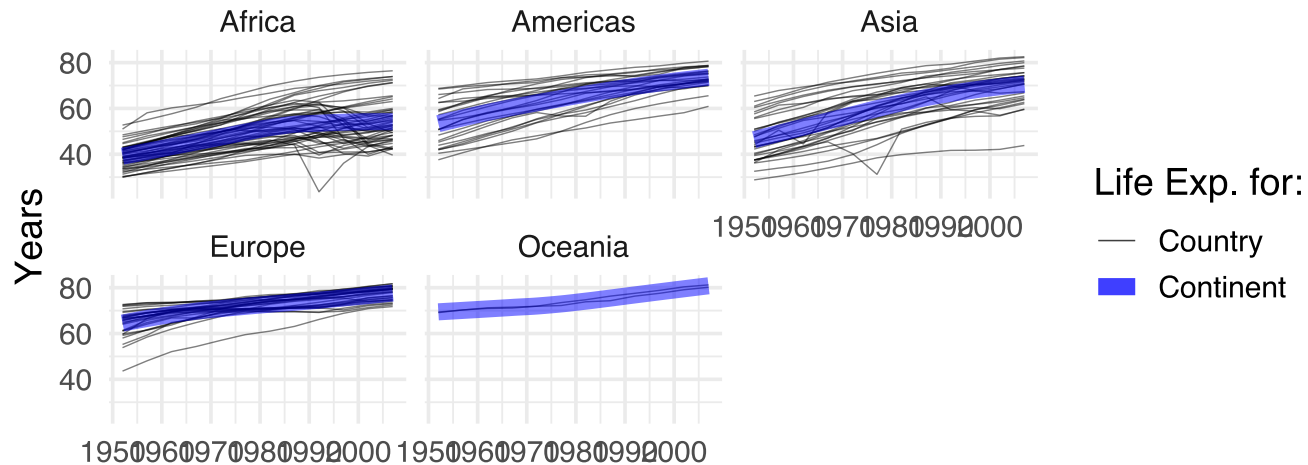 Africa Americas Asia
80
60
40
1950 1960 1970 1980 1990 2000
Years
Europe Oceania
80
60
40
1950 1960 1970 1980 1990 2000 1950 1960 1970 1980 1990 2000
Life Exp. for:
Country
Continent